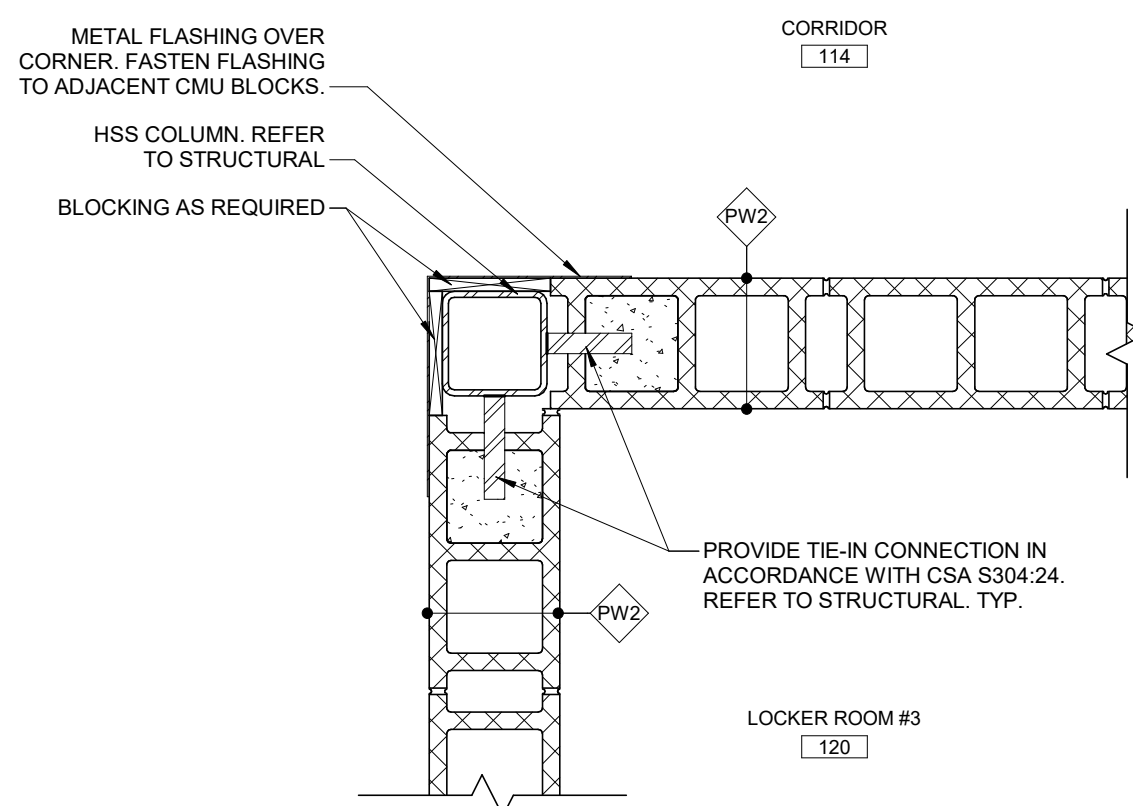 METAL FLASHING OVER
CORNER. FASTEN FLASHING
TO ADJACENT CMU BLOCKS.
HSS COLUMN. REFER
TO STRUCTURAL
BLOCKING AS REQUIRED
CORRIDOR
114
PW2
PROVIDE TIE-IN CONNECTION IN
ACCORDANCE WITH CSA S304:24.
REFER TO STRUCTURAL. TYP.
PW2
LOCKER ROOM #3
120